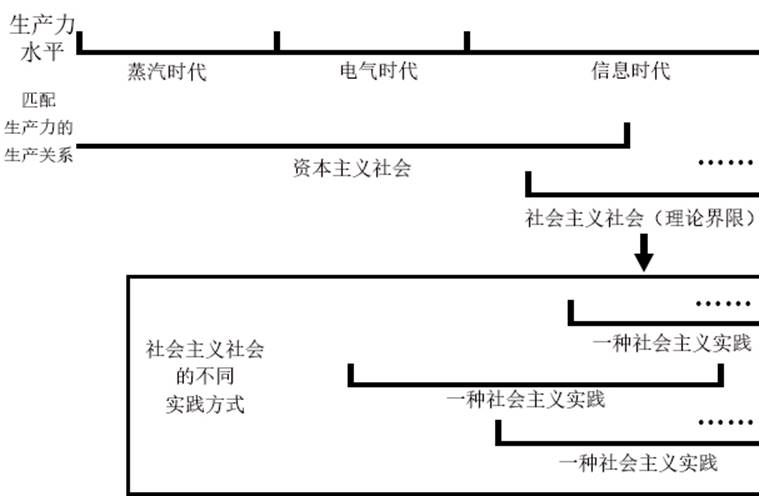 生产力
水平
蒸汽时代
电气时代
信息时代
匹配
生产力的
生产关系
资本主义社会
……
社会主义社会（理论界限）
社会主义社会
的不同
实践方式
……
一种社会主义实践
一种社会主义实践
……
一种社会主义实践